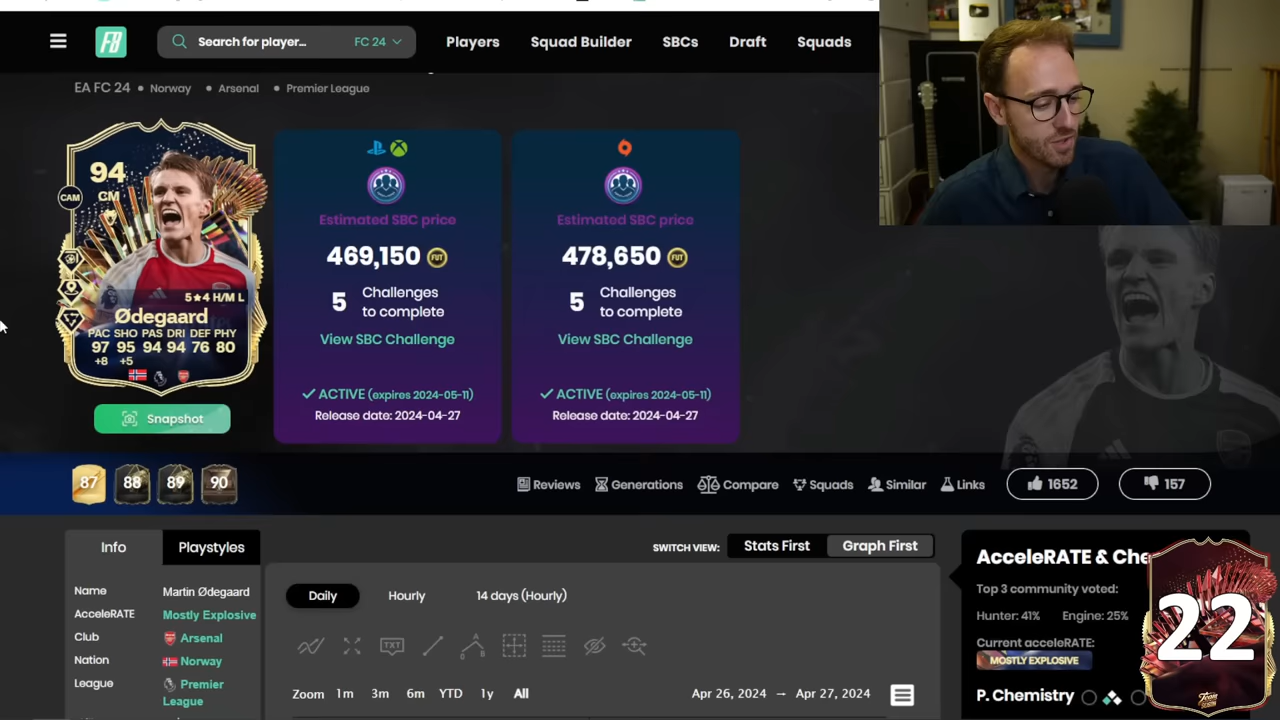 FB
Search for player...
FC 24
Players
Squad Builder
SBCs
Draft
Squads
EA FC 24 • Norway • Arsenal • Premier League
94
CM
CAM
5★4 H/M L
Ødegaard
PAC SHO PAS DRI DEF PHY
97 95 94 94 76 80
+8 +5
Snapshot
Estimated SBC price
469,150
FUT
5
Challenges
to complete
View SBC Challenge
ACTIVE (expires 2024-05-11)
Release date: 2024-04-27
Estimated SBC price
478,650
FUT
5
Challenges
to complete
View SBC Challenge
ACTIVE (expires 2024-05-11)
Release date: 2024-04-27
87
88
89
90
Reviews
Generations
Compare
Squads
Similar
Links
1652
157
Info
Playstyles
SWITCH VIEW:
Stats First
Graph First
Name
Martin Ødegaard
AcceleRATE
Mostly Explosive
Club
Arsenal
Nation
Norway
League
Premier
League
Daily
Hourly
14 days (Hourly)
TXT
Zoom 1m 3m 6m YTD 1y All
Apr 26, 2024 → Apr 27, 2024
AcceleRATE & Che
Top 3 community voted:
Hunter: 41% Engine: 25%
Current acceleRATE:
MOSTLY EXPLOSIVE
P. Chemistry
22